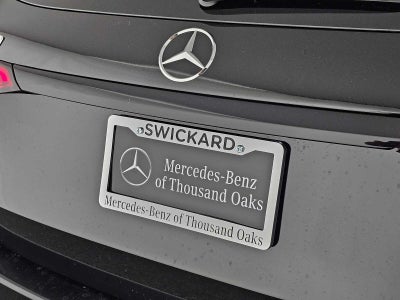 SWICKARD
Mercedes-Benz
of Thousand Oaks
Mercedes-Benz of Thousand Oaks